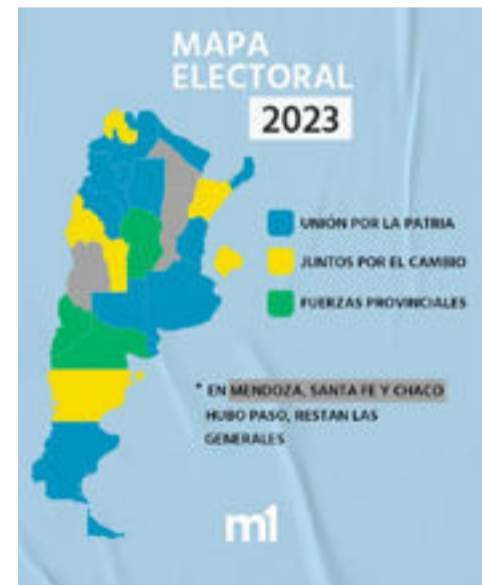 MAPA
ELECTORAL
2023
UNIÓN POR LA PATRIA
JUNTOS POR EL CAMBIO
FUERZAS PROVINCIALES
* EN MENDOZA, SANTA FE Y CHACO
HUBO PASO, RESTAN LAS
GENERALES
m1